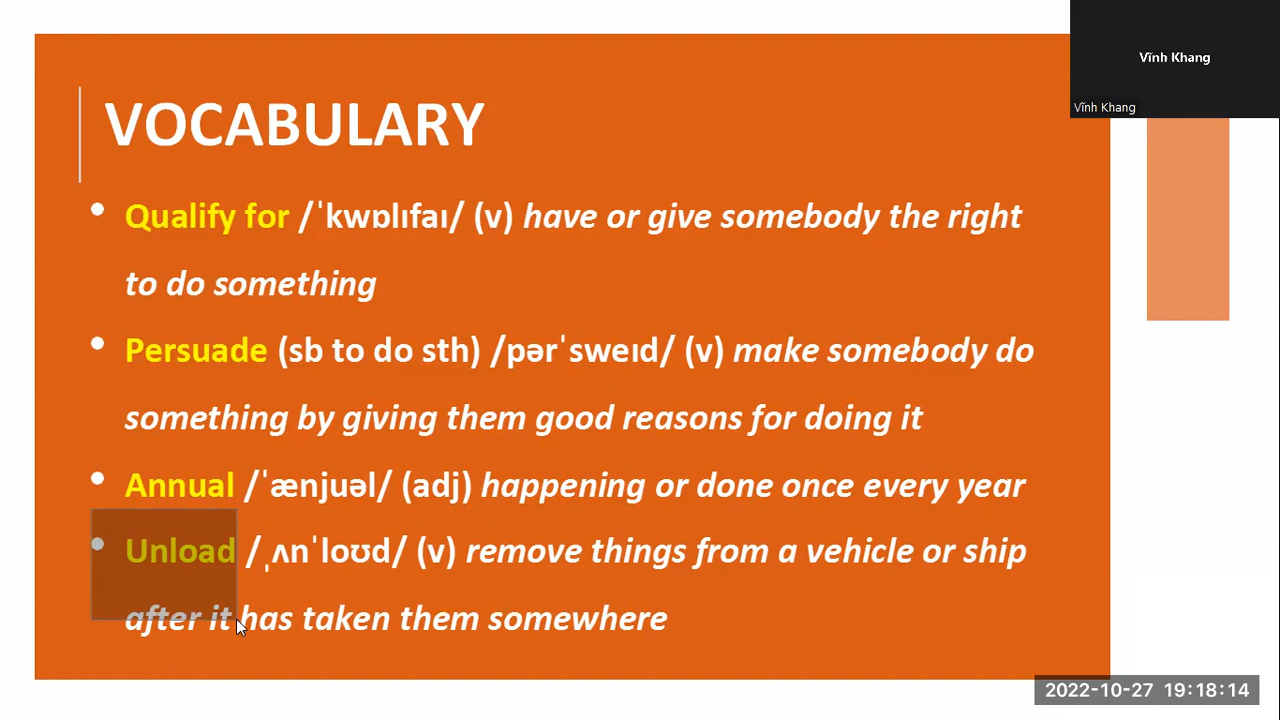 Vĩnh Khang
Vĩnh Khang
VOCABULARY
• Qualify for /ˈkwɒlɪfaɪ/ (v) have or give somebody the right
to do something
• Persuade (sb to do sth) /pərˈsweɪd/ (v) make somebody do
something by giving them good reasons for doing it
• Annual /ˈænjuəl/ (adj) happening or done once every year
• Unload /ˌʌnˈloʊd/ (v) remove things from a vehicle or ship
after it has taken them somewhere
2022-10-27 19:18:14